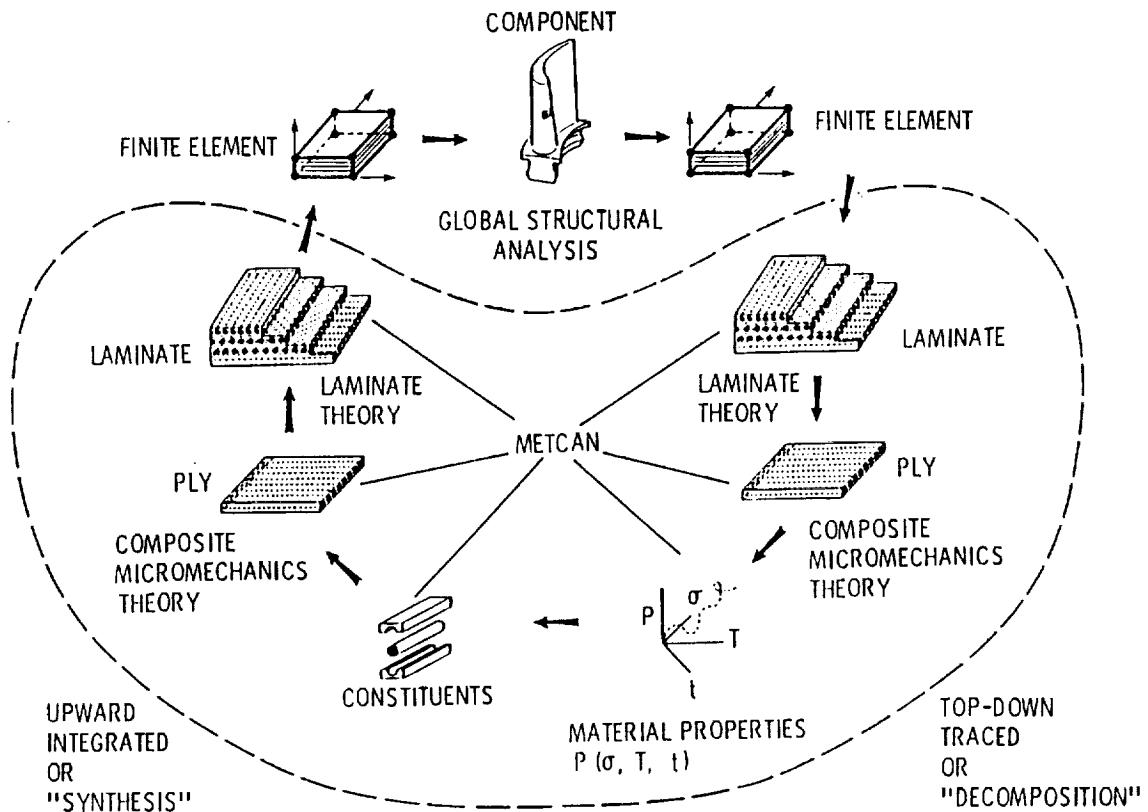 COMPONENT
FINITE ELEMENT
FINITE ELEMENT
GLOBAL STRUCTURAL
ANALYSIS
LAMINATE
LAMINATE
THEORY
LAMINATE
LAMINATE
THEORY
METCAN
PLY
PLY
COMPOSITE
MICROMECHANICS
THEORY
COMPOSITE
MICROMECHANICS
THEORY
P
σ
T
t
CONSTITUENTS
MATERIAL PROPERTIES
P (σ, T, t)
UPWARD
INTEGRATED
OR
"SYNTHESIS"
TOP-DOWN
TRACED
OR
"DECOMPOSITION"